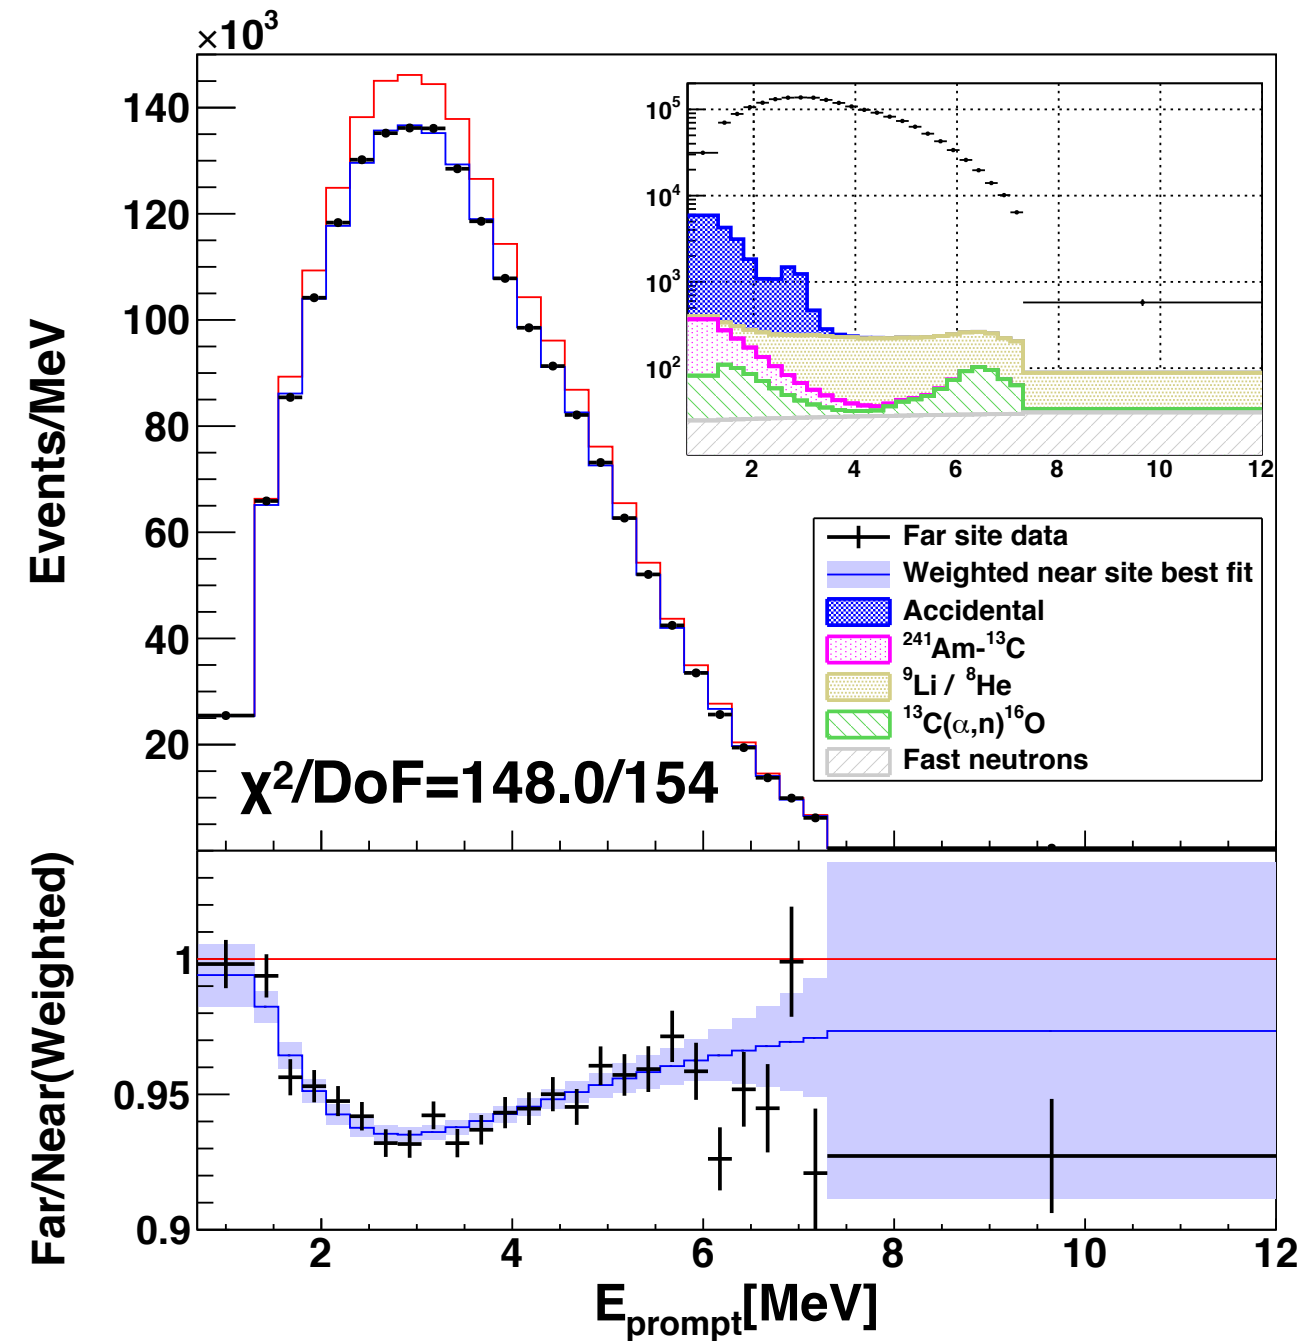 ×10³
140
120
100
80
60
40
20
Events/MeV
χ²/DoF=148.0/154
10⁵
10⁴
10³
10²
2 4 6 8 10 12
Far site data
Weighted near site best fit
Accidental
²⁴¹Am-¹³C
⁹Li / ⁸He
¹³C(α,n)¹⁶O
Fast neutrons
Far/Near(Weighted)
1
0.95
0.9
2 4 6 8 10 12
E_prompt[MeV]